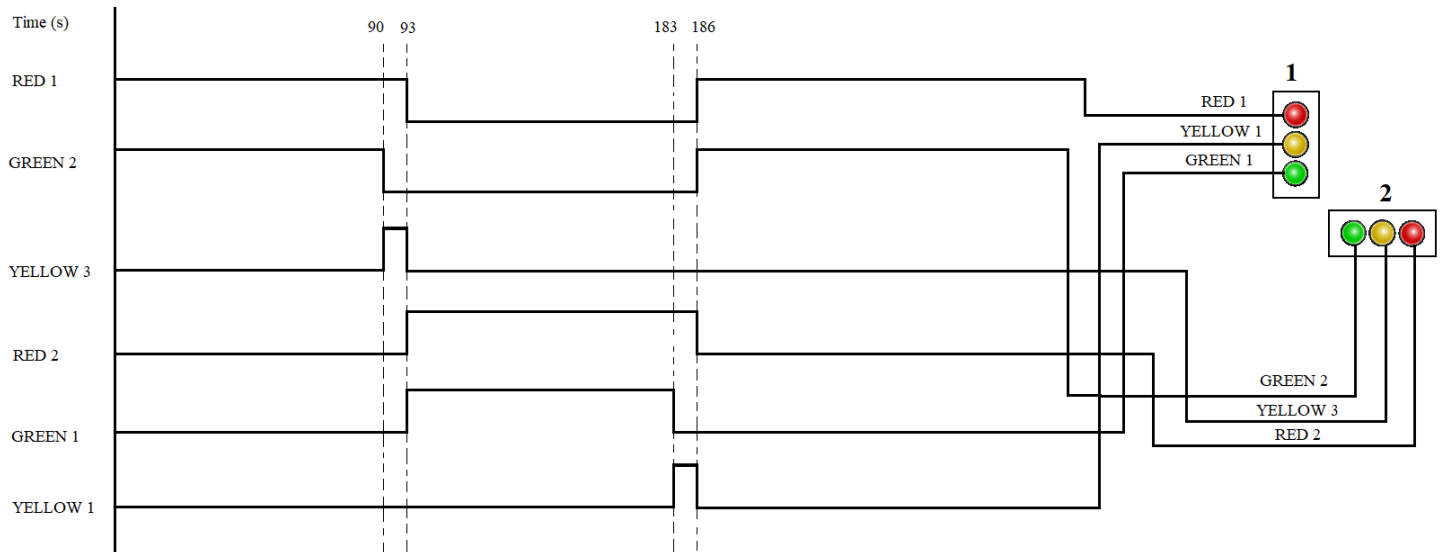 Time (s)
90 93 183 186
RED 1
GREEN 2
YELLOW 3
RED 2
GREEN 1
YELLOW 1
1
RED 1
YELLOW 1
GREEN 1
2
GREEN 2
YELLOW 3
RED 2